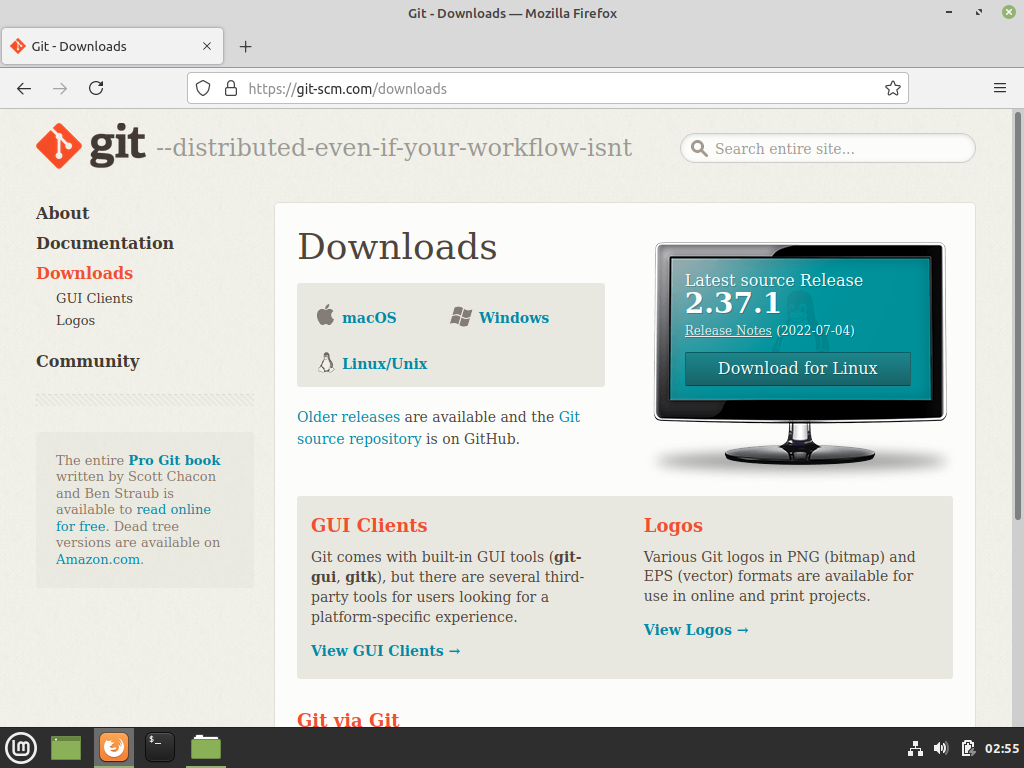 Git - Downloads — Mozilla Firefox
Git - Downloads
https://git-scm.com/downloads
git --distributed-even-if-your-workflow-isnt
Search entire site...
About
Documentation
Downloads
GUI Clients
Logos
Community
The entire Pro Git book
written by Scott Chacon
and Ben Straub is
available to read online
for free. Dead tree
versions are available on
Amazon.com.
Downloads
macOS
Windows
Linux/Unix
Older releases are available and the Git
source repository is on GitHub.
Latest source Release
2.37.1
Release Notes (2022-07-04)
Download for Linux
GUI Clients
Git comes with built-in GUI tools (git-
gui, gitk), but there are several third-
party tools for users looking for a
platform-specific experience.
View GUI Clients →
Logos
Various Git logos in PNG (bitmap) and
EPS (vector) formats are available for
use in online and print projects.
View Logos →
Git via Git
02:55